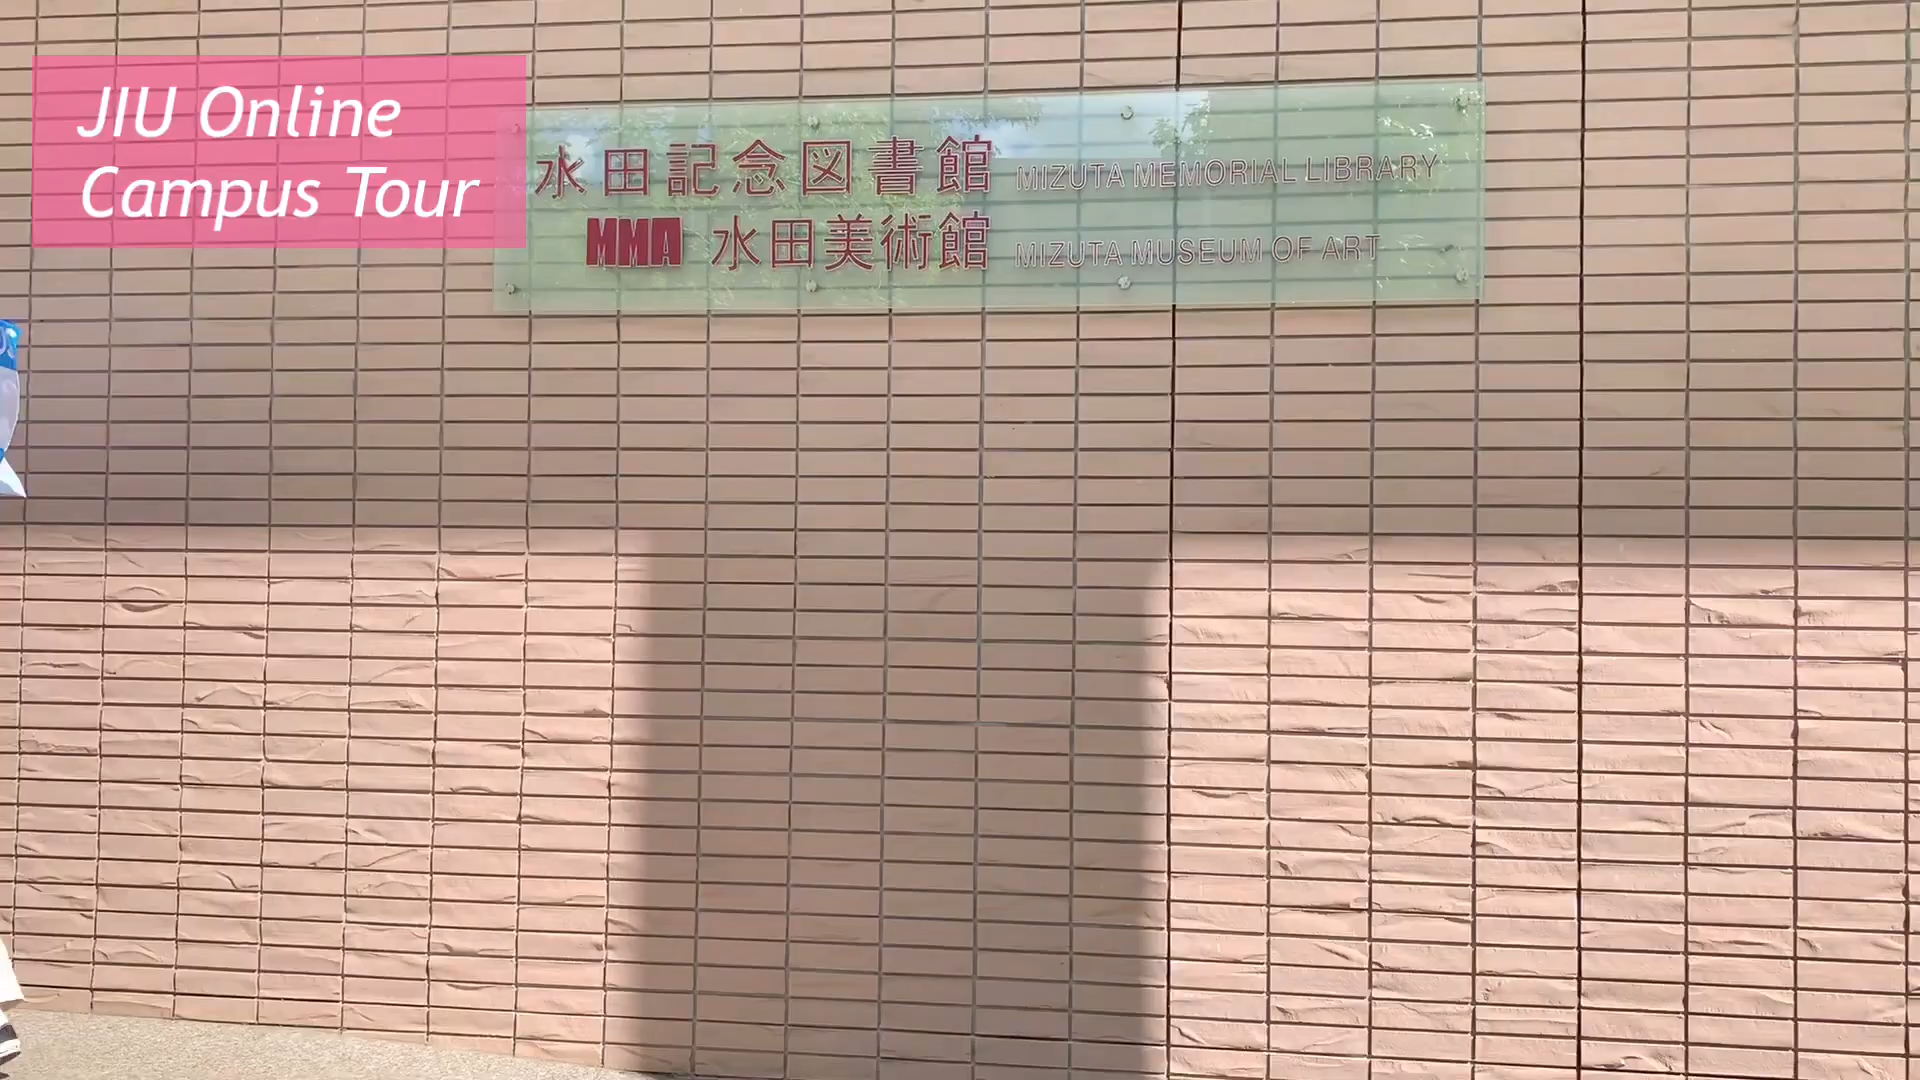 JIU Online
Campus Tour
水田記念図書館 MIZUTA MEMORIAL LIBRARY
MMA 水田美術館 MIZUTA MUSEUM OF ART